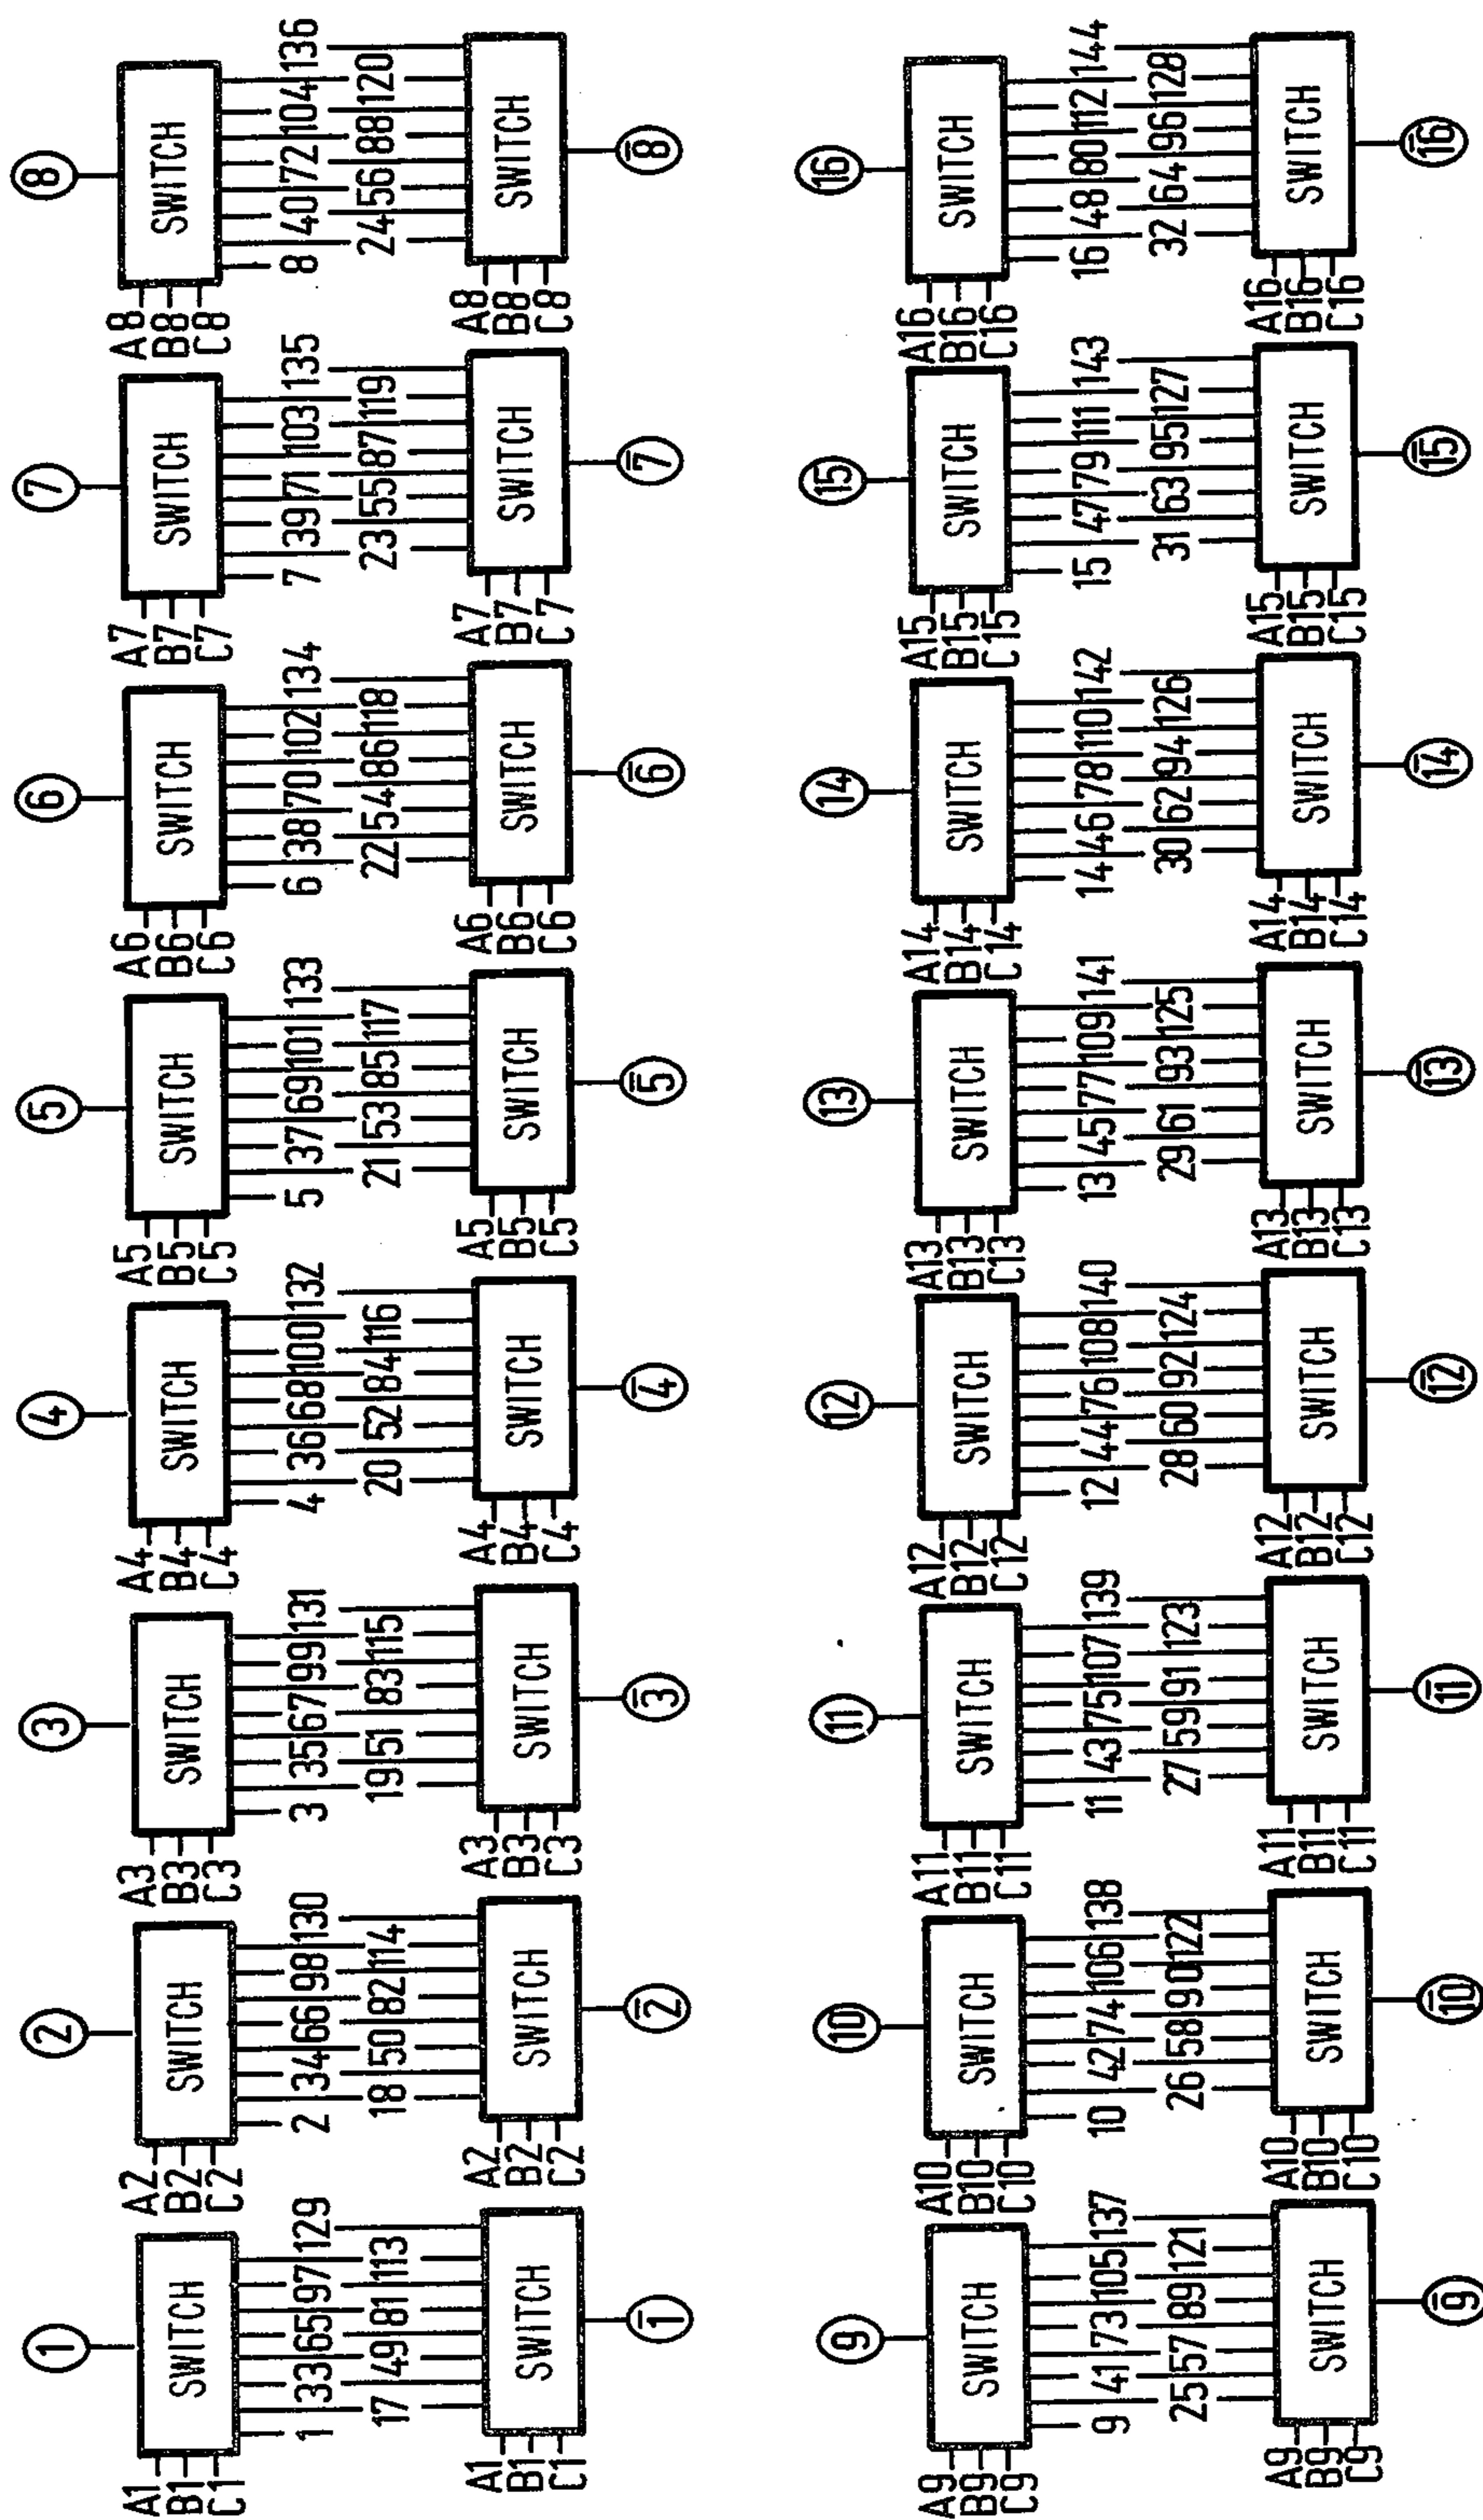 1 2 3 4 5 6 7 8
A1 A2 A3 A4 A5 A6 A7 A8
B1 SWITCH B2 SWITCH B3 SWITCH B4 SWITCH B5 SWITCH B6 SWITCH B7 SWITCH B8 SWITCH
C1 C2 C3 C4 C5 C6 C7 C8
1 33 65 97 129 2 34 66 98 130 3 35 67 99 131 4 36 68 100 132 5 37 69 101 133 6 38 70 102 134 7 39 71 103 135 8 40 72 104 136
17 49 81 113 18 50 82 114 19 51 83 115 20 52 84 116 21 53 85 117 22 54 86 118 23 55 87 119 24 56 88 120
A1 A2 A3 A4 A5 A6 A7 A8
B1 SWITCH B2 SWITCH B3 SWITCH B4 SWITCH B5 SWITCH B6 SWITCH B7 SWITCH B8 SWITCH
C1 C2 C3 C4 C5 C6 C7 C8
1̄ 2̄ 3̄ 4̄ 5̄ 6̄ 7̄ 8̄
9 10 11 12 13 14 15 16
A9 A10 A11 A12 A13 A14 A15 A16
B9 SWITCH B10 SWITCH B11 SWITCH B12 SWITCH B13 SWITCH B14 SWITCH B15 SWITCH B16 SWITCH
C9 C10 C11 C12 C13 C14 C15 C16
9 41 73 105 137 10 42 74 106 138 11 43 75 107 139 12 44 76 108 140 13 45 77 109 141 14 46 78 110 142 15 47 79 111 143 16 48 80 112 144
25 57 89 121 26 58 90 122 27 59 91 123 28 60 92 124 29 61 93 125 30 62 94 126 31 63 95 127 32 64 96 128
A9 A10 A11 A12 A13 A14 A15 A16
B9 SWITCH B10 SWITCH B11 SWITCH B12 SWITCH B13 SWITCH B14 SWITCH B15 SWITCH B16 SWITCH
C9 C10 C11 C12 C13 C14 C15 C16
9̄ 1̄0̄ 1̄1̄ 1̄2̄ 1̄3̄ 1̄4̄ 1̄5̄ 1̄6̄